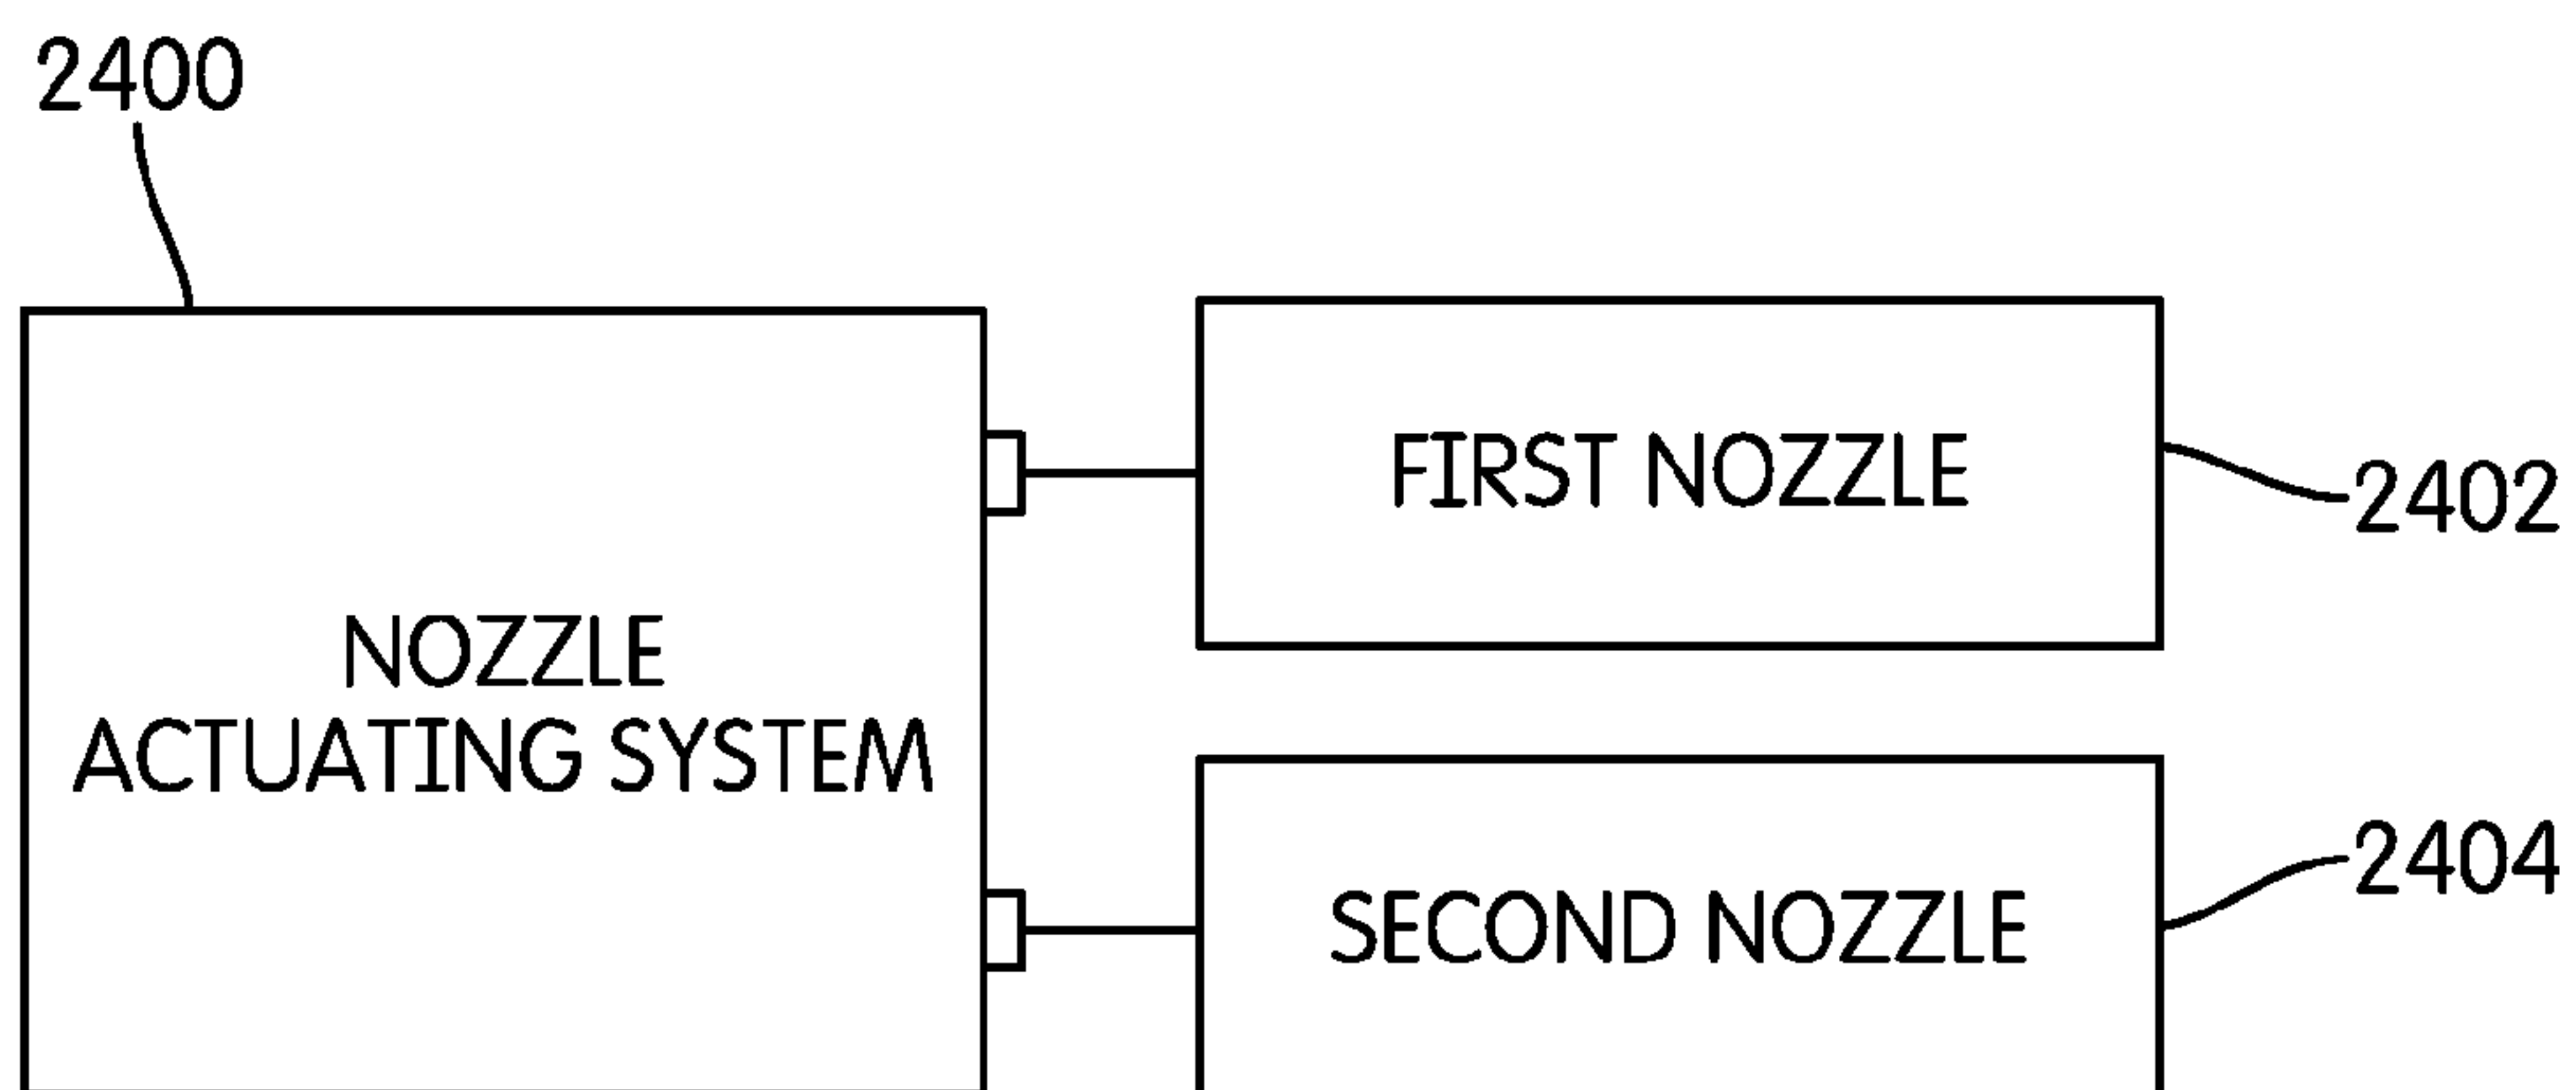 2400
FIRST NOZZLE
2402
NOZZLE
ACTUATING SYSTEM
2404
SECOND NOZZLE